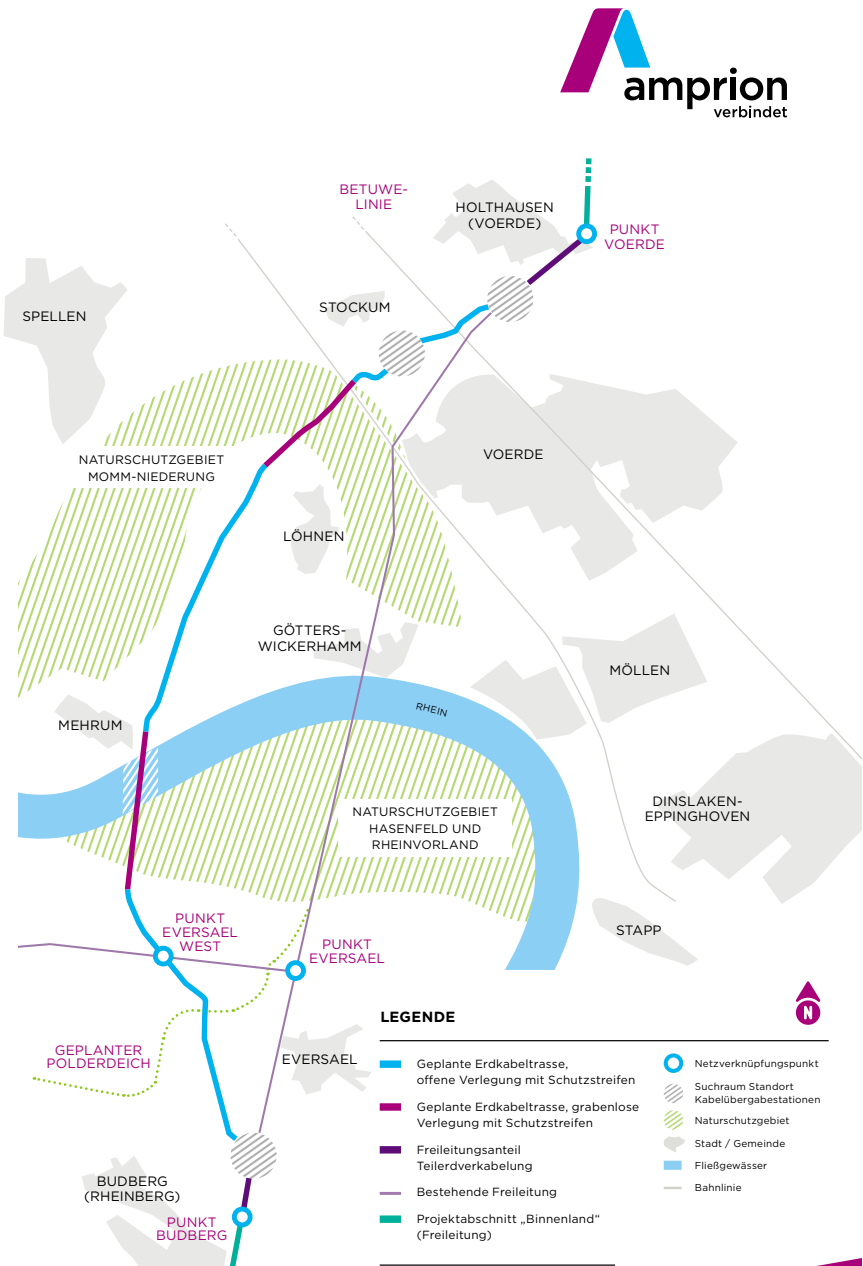 amprion
verbindet
BETUWE-
LINIE
HOLTHAUSEN
(VOERDE)
PUNKT
VOERDE
SPELLEN
STOCKUM
NATURSCHUTZGEBIET
MOMM-NIEDERUNG
VOERDE
LÖHNEN
GÖTTERS-
WICKERHAMM
MÖLLEN
MEHRUM
RHEIN
NATURSCHUTZGEBIET
HASENFELD UND
RHEINVORLAND
DINSLAKEN-
EPPINGHOVEN
PUNKT
EVERSAEL
WEST
PUNKT
EVERSAEL
STAPP
GEPLANTER
POLDERDEICH
EVERSAEL
BUDBERG
(RHEINBERG)
PUNKT
BUDBERG
N
LEGENDE
Geplante Erdkabeltrasse,
offene Verlegung mit Schutzstreifen
Geplante Erdkabeltrasse, grabenlose
Verlegung mit Schutzstreifen
Freileitungsanteil
Teilerdverkabelung
Bestehende Freileitung
Projektabschnitt „Binnenland“
(Freileitung)
Netzverknüpfungspunkt
Suchraum Standort
Kabelübergabestationen
Naturschutzgebiet
Stadt / Gemeinde
Fließgewässer
Bahnlinie